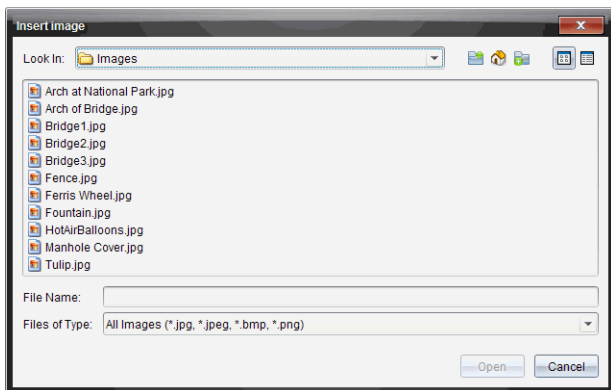 Insert image
Look In: Images
Arch at National Park.jpg
Arch of Bridge.jpg
Bridge1.jpg
Bridge2.jpg
Bridge3.jpg
Fence.jpg
Ferris Wheel.jpg
Fountain.jpg
HotAirBalloons.jpg
Manhole Cover.jpg
Tulip.jpg
File Name:
Files of Type: All Images (*.jpg, *.jpeg, *.bmp, *.png)
Open Cancel